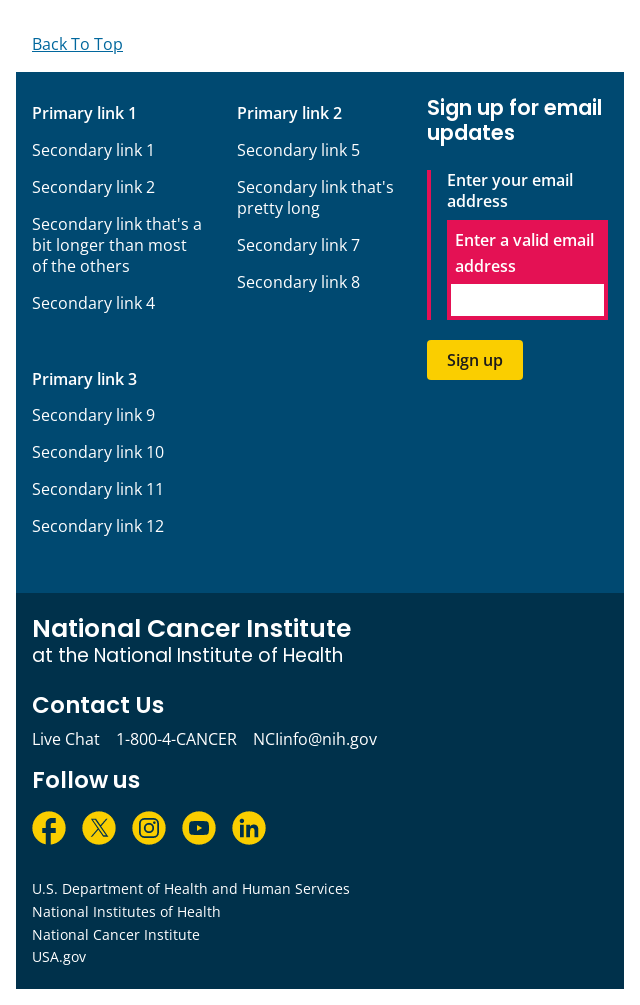 Back To Top
Primary link 1
Secondary link 1
Secondary link 2
Secondary link that's a
bit longer than most
of the others
Secondary link 4
Primary link 2
Secondary link 5
Secondary link that's
pretty long
Secondary link 7
Secondary link 8
Primary link 3
Secondary link 9
Secondary link 10
Secondary link 11
Secondary link 12
Sign up for email
updates
Enter your email
address
Enter a valid email
address
Sign up
National Cancer Institute
at the National Institute of Health
Contact Us
Live Chat 1-800-4-CANCER NCIinfo@nih.gov
Follow us
U.S. Department of Health and Human Services
National Institutes of Health
National Cancer Institute
USA.gov